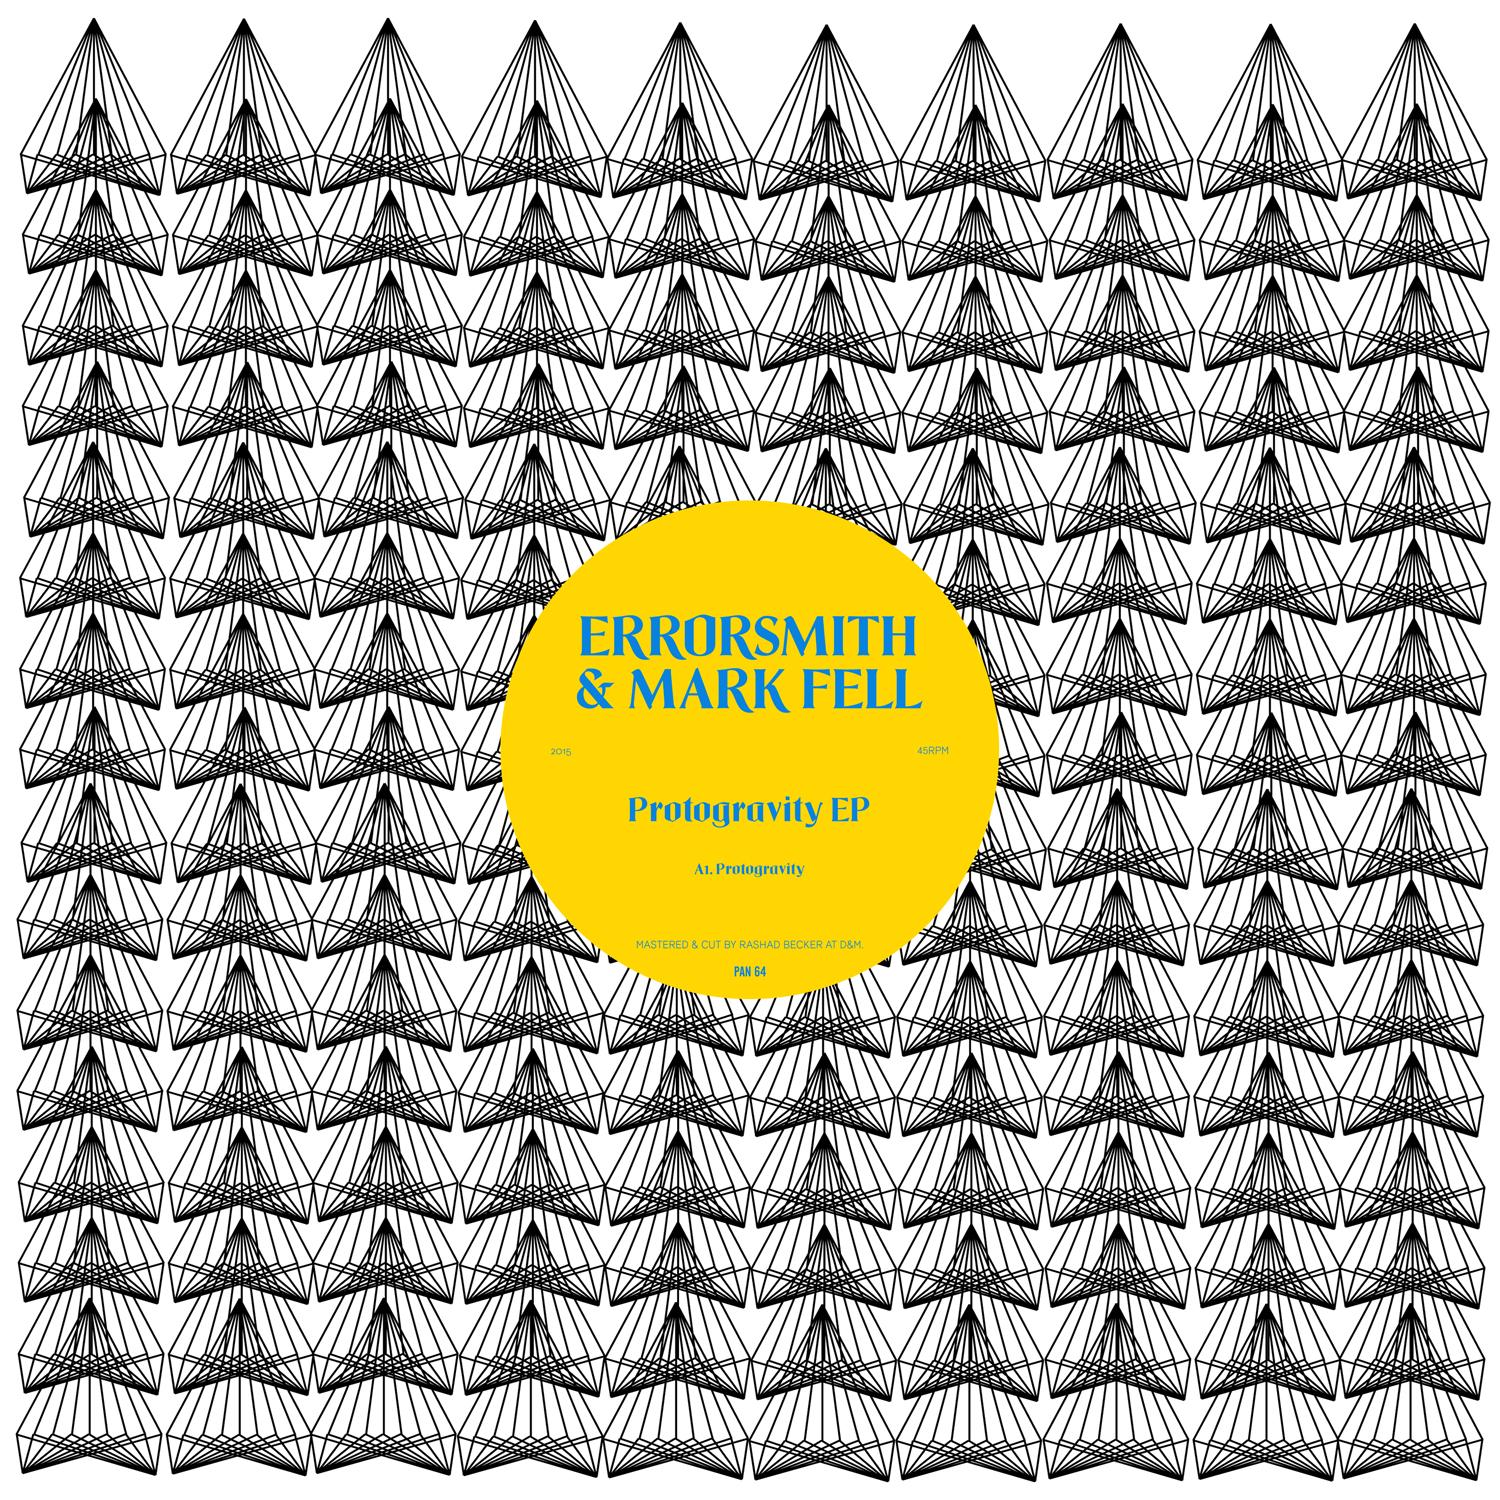 ERRORSMITH
& MARK FELL
2015 45RPM
Protogravity EP
A1. Protogravity
MASTERED & CUT BY RASHAD BECKER AT D&M.
PAN 64